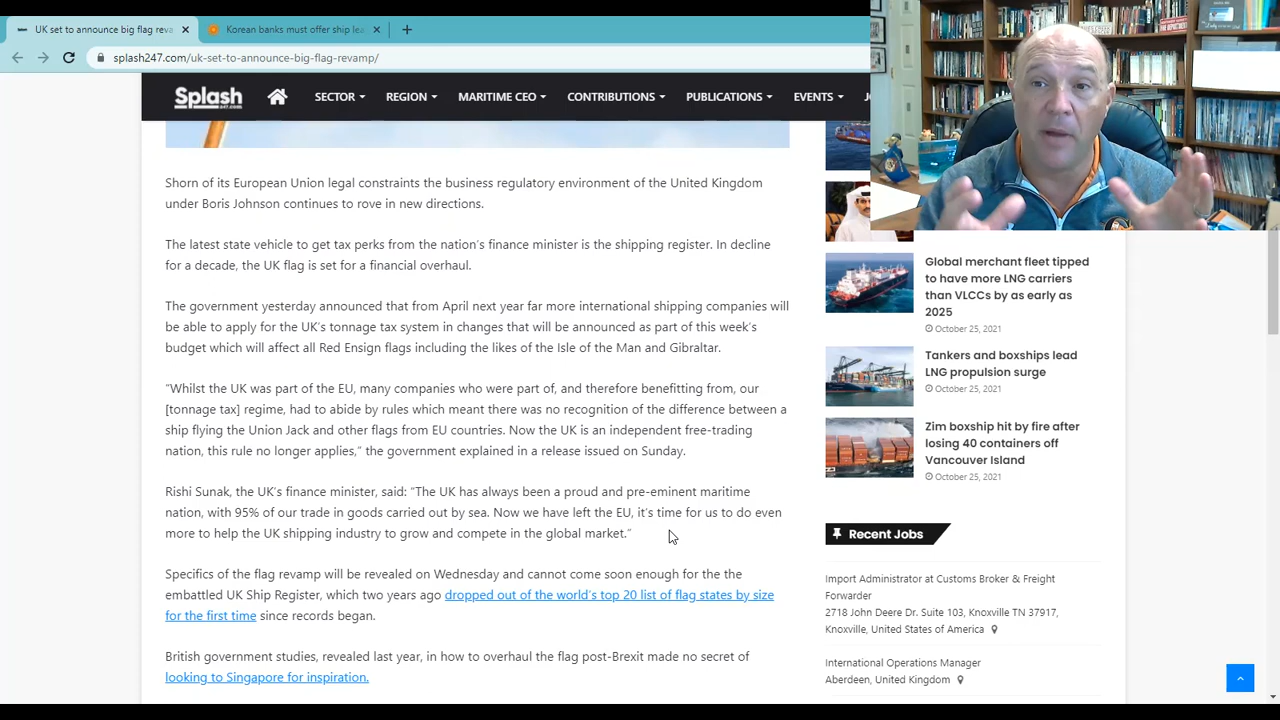 UK set to announce big flag reva
Korean banks must offer ship lea
splash247.com/uk-set-to-announce-big-flag-revamp/
Splash
247.com
SECTOR
REGION
MARITIME CEO
CONTRIBUTIONS
PUBLICATIONS
EVENTS
Shorn of its European Union legal constraints the business regulatory environment of the United Kingdom
under Boris Johnson continues to rove in new directions.
The latest state vehicle to get tax perks from the nation's finance minister is the shipping register. In decline
for a decade, the UK flag is set for a financial overhaul.
The government yesterday announced that from April next year far more international shipping companies will
be able to apply for the UK's tonnage tax system in changes that will be announced as part of this week's
budget which will affect all Red Ensign flags including the likes of the Isle of the Man and Gibraltar.
"Whilst the UK was part of the EU, many companies who were part of, and therefore benefitting from, our
[tonnage tax] regime, had to abide by rules which meant there was no recognition of the difference between a
ship flying the Union Jack and other flags from EU countries. Now the UK is an independent free-trading
nation, this rule no longer applies," the government explained in a release issued on Sunday.
Rishi Sunak, the UK's finance minister, said: "The UK has always been a proud and pre-eminent maritime
nation, with 95% of our trade in goods carried out by sea. Now we have left the EU, it's time for us to do even
more to help the UK shipping industry to grow and compete in the global market."
Specifics of the flag revamp will be revealed on Wednesday and cannot come soon enough for the the
embattled UK Ship Register, which two years ago dropped out of the world's top 20 list of flag states by size
for the first time since records began.
British government studies, revealed last year, in how to overhaul the flag post-Brexit made no secret of
looking to Singapore for inspiration.
Global merchant fleet tipped
to have more LNG carriers
than VLCCs by as early as
2025
October 25, 2021
Tankers and boxships lead
LNG propulsion surge
October 25, 2021
Zim boxship hit by fire after
losing 40 containers off
Vancouver Island
October 25, 2021
Recent Jobs
Import Administrator at Customs Broker & Freight
Forwarder
2718 John Deere Dr. Suite 103, Knoxville TN 37917,
Knoxville, United States of America
International Operations Manager
Aberdeen, United Kingdom